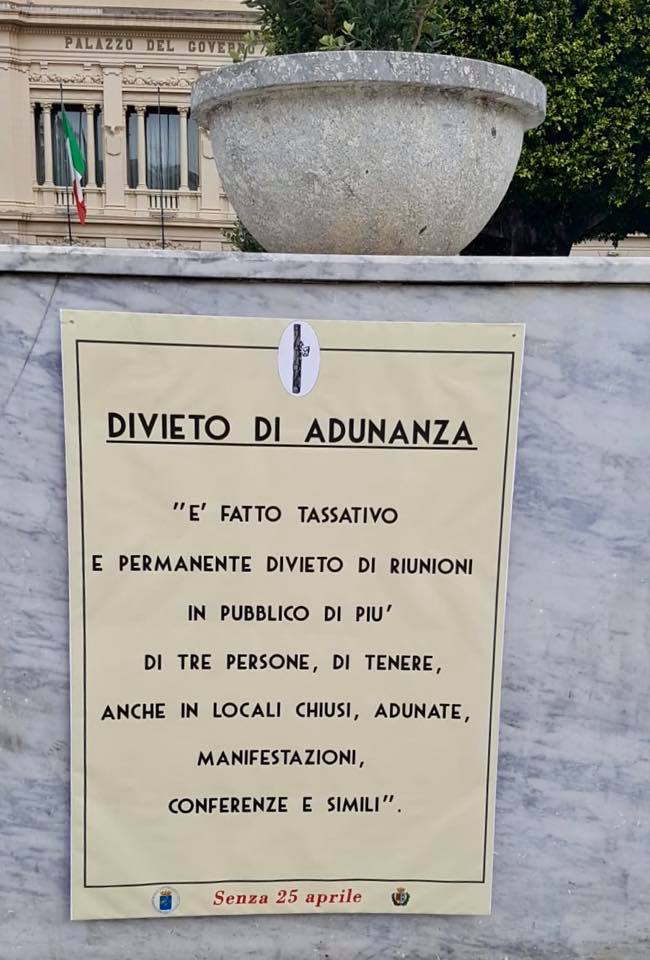 PALAZZO DEL GOVERNO
DIVIETO DI ADUNANZA
"E' FATTO TASSATIVO
E PERMANENTE DIVIETO DI RIUNIONI
IN PUBBLICO DI PIU'
DI TRE PERSONE, DI TENERE,
ANCHE IN LOCALI CHIUSI, ADUNATE,
MANIFESTAZIONI,
CONFERENZE E SIMILI".
Senza 25 aprile